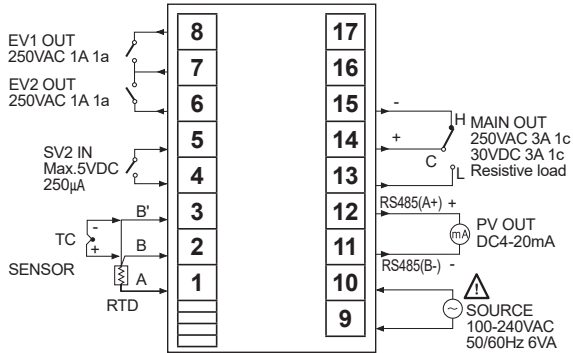 EV1 OUT
250VAC 1A 1a
EV2 OUT
250VAC 1A 1a
SV2 IN
Max.5VDC
250µA
B'
-
TC
+
B
SENSOR
A
RTD
8
7
6
5
4
3
2
1
17
16
15
14
13
12
11
10
9
-
H
MAIN OUT
+
250VAC 3A 1c
C
30VDC 3A 1c
L
Resistive load
RS485(A+) +
mA
PV OUT
DC4-20mA
RS485(B-) -
!
~
SOURCE
100-240VAC
50/60Hz 6VA